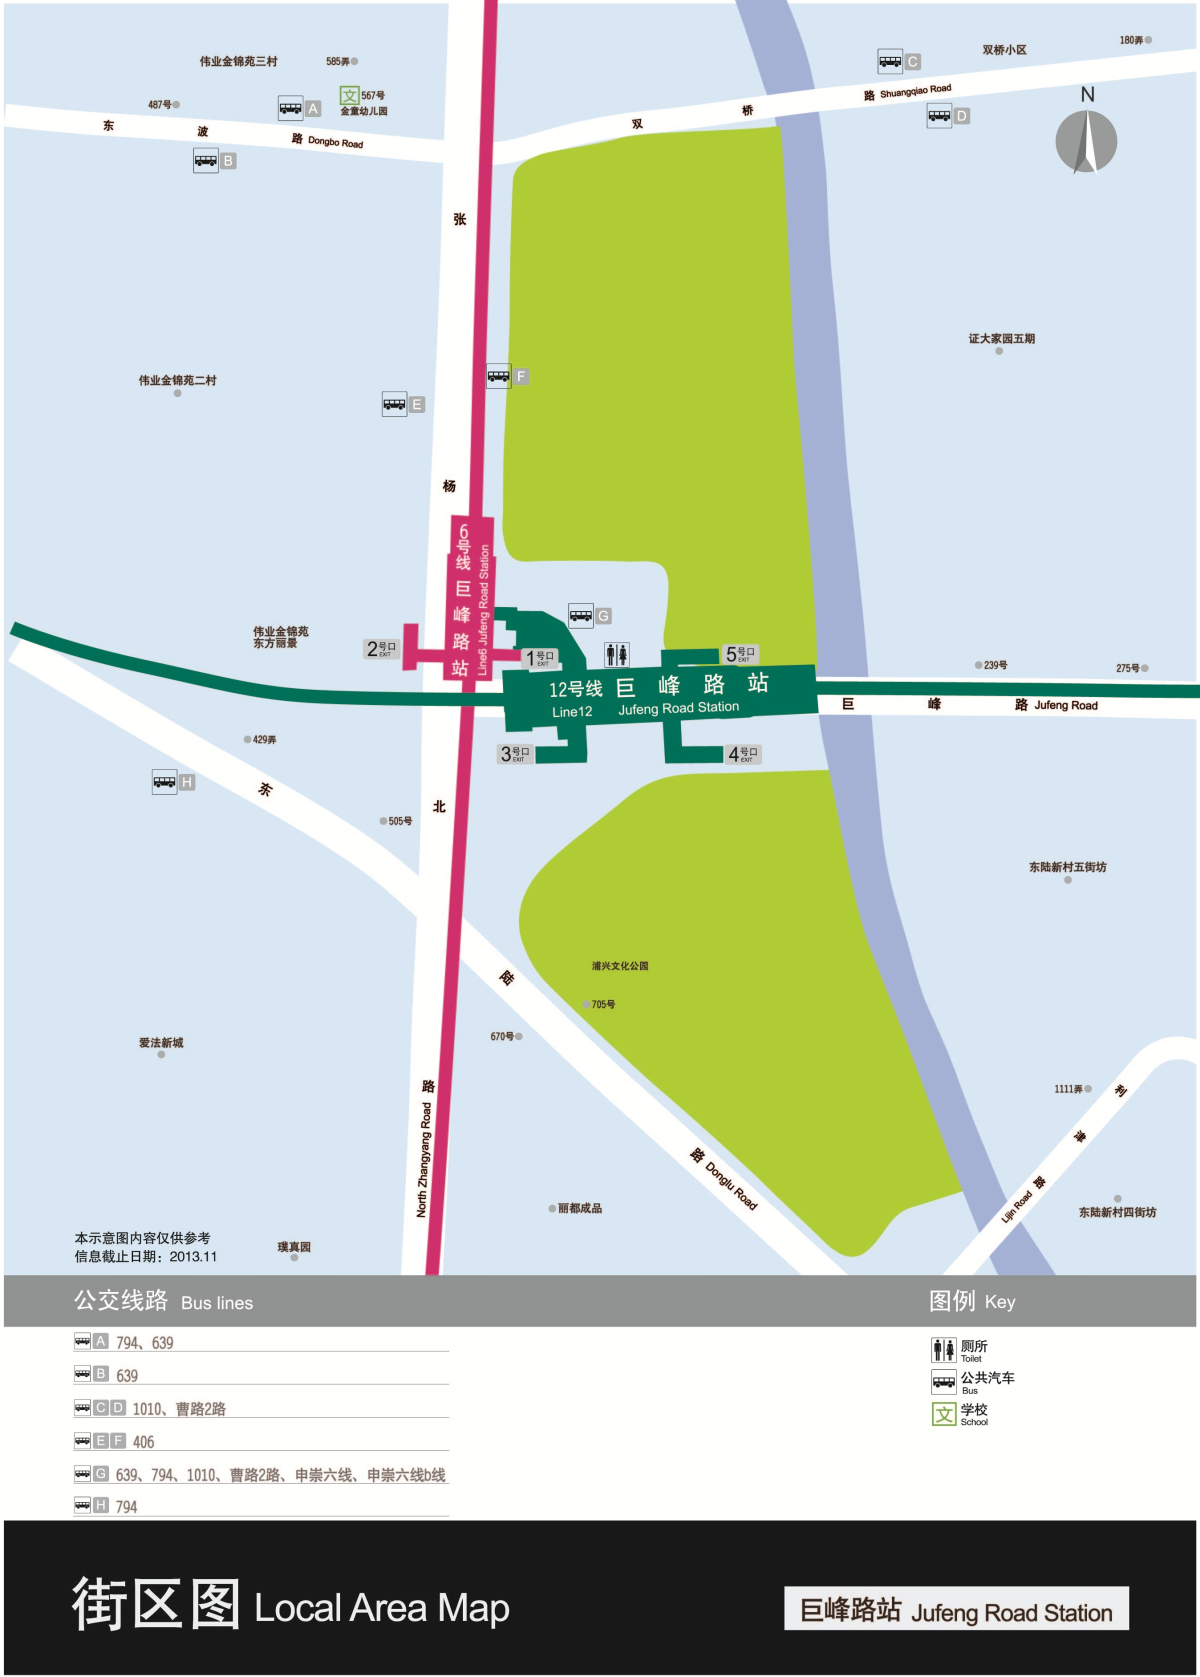 伟业金锦苑三村
585弄
双桥小区
180弄
487号
A
文 567号
金童幼儿园
C
东波路 Dongbo Road
B
双桥路 Shuangqiao Road
D
N
张杨北路 North Zhangyang Road
伟业金锦苑二村
E
F
证大家园五期
6号线巨峰路站
Line6 Jufeng Road Station
G
伟业金锦苑
东方丽景
2号口
EXIT
1号口
EXIT
5号口
EXIT
239号
275号
12号线 巨峰路站
Line12 Jufeng Road Station
巨峰路 Jufeng Road
3号口
EXIT
4号口
EXIT
429弄
H
505号
东陆路 Donglu Road
东陆新村五街坊
浦兴文化公园
705号
670号
爱法新城
1111弄
利津路 Lijin Road
丽都成品
东陆新村四街坊
璞真园
本示意图内容仅供参考
信息截止日期：2013.11
公交线路 Bus lines
图例 Key
A 794、639
B 639
C D 1010、曹路2路
E F 406
G 639、794、1010、曹路2路、申崇六线、申崇六线b线
H 794
厕所
Toilet
公共汽车
Bus
文 学校
School
街区图 Local Area Map
巨峰路站 Jufeng Road Station